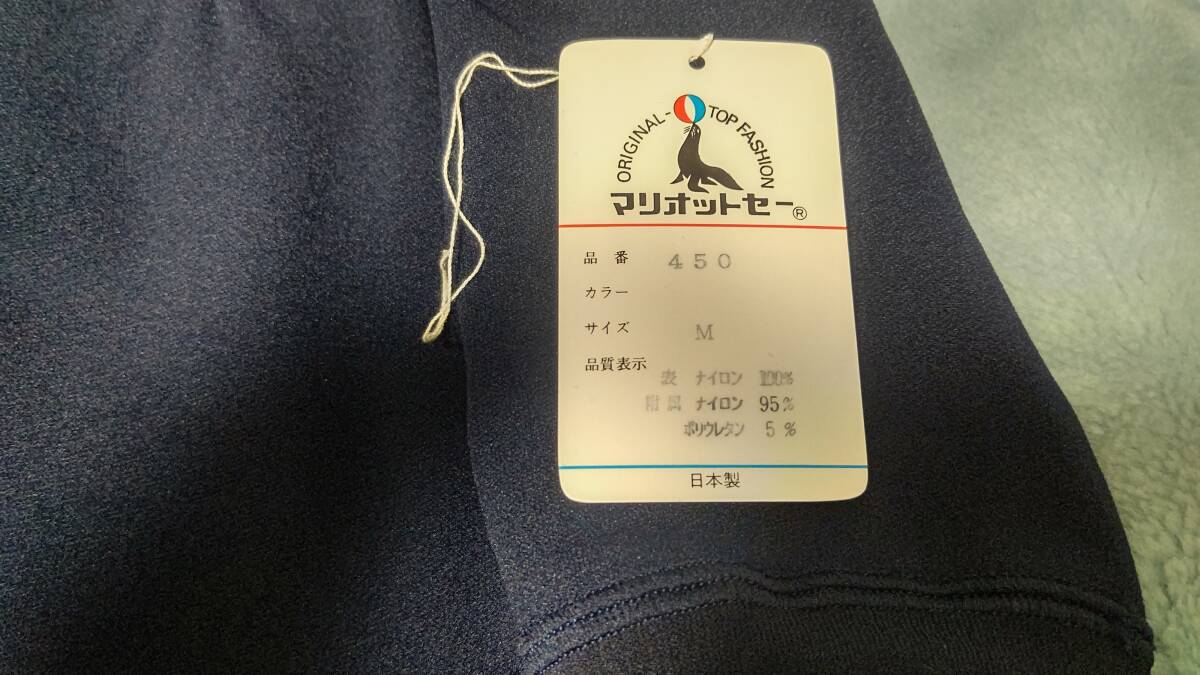 ORIGINAL-TOP FASHION
マリオットセー®
品番 450
カラー
サイズ M
品質表示
表 ナイロン 100%
附属 ナイロン 95%
ポリウレタン 5%
日本製